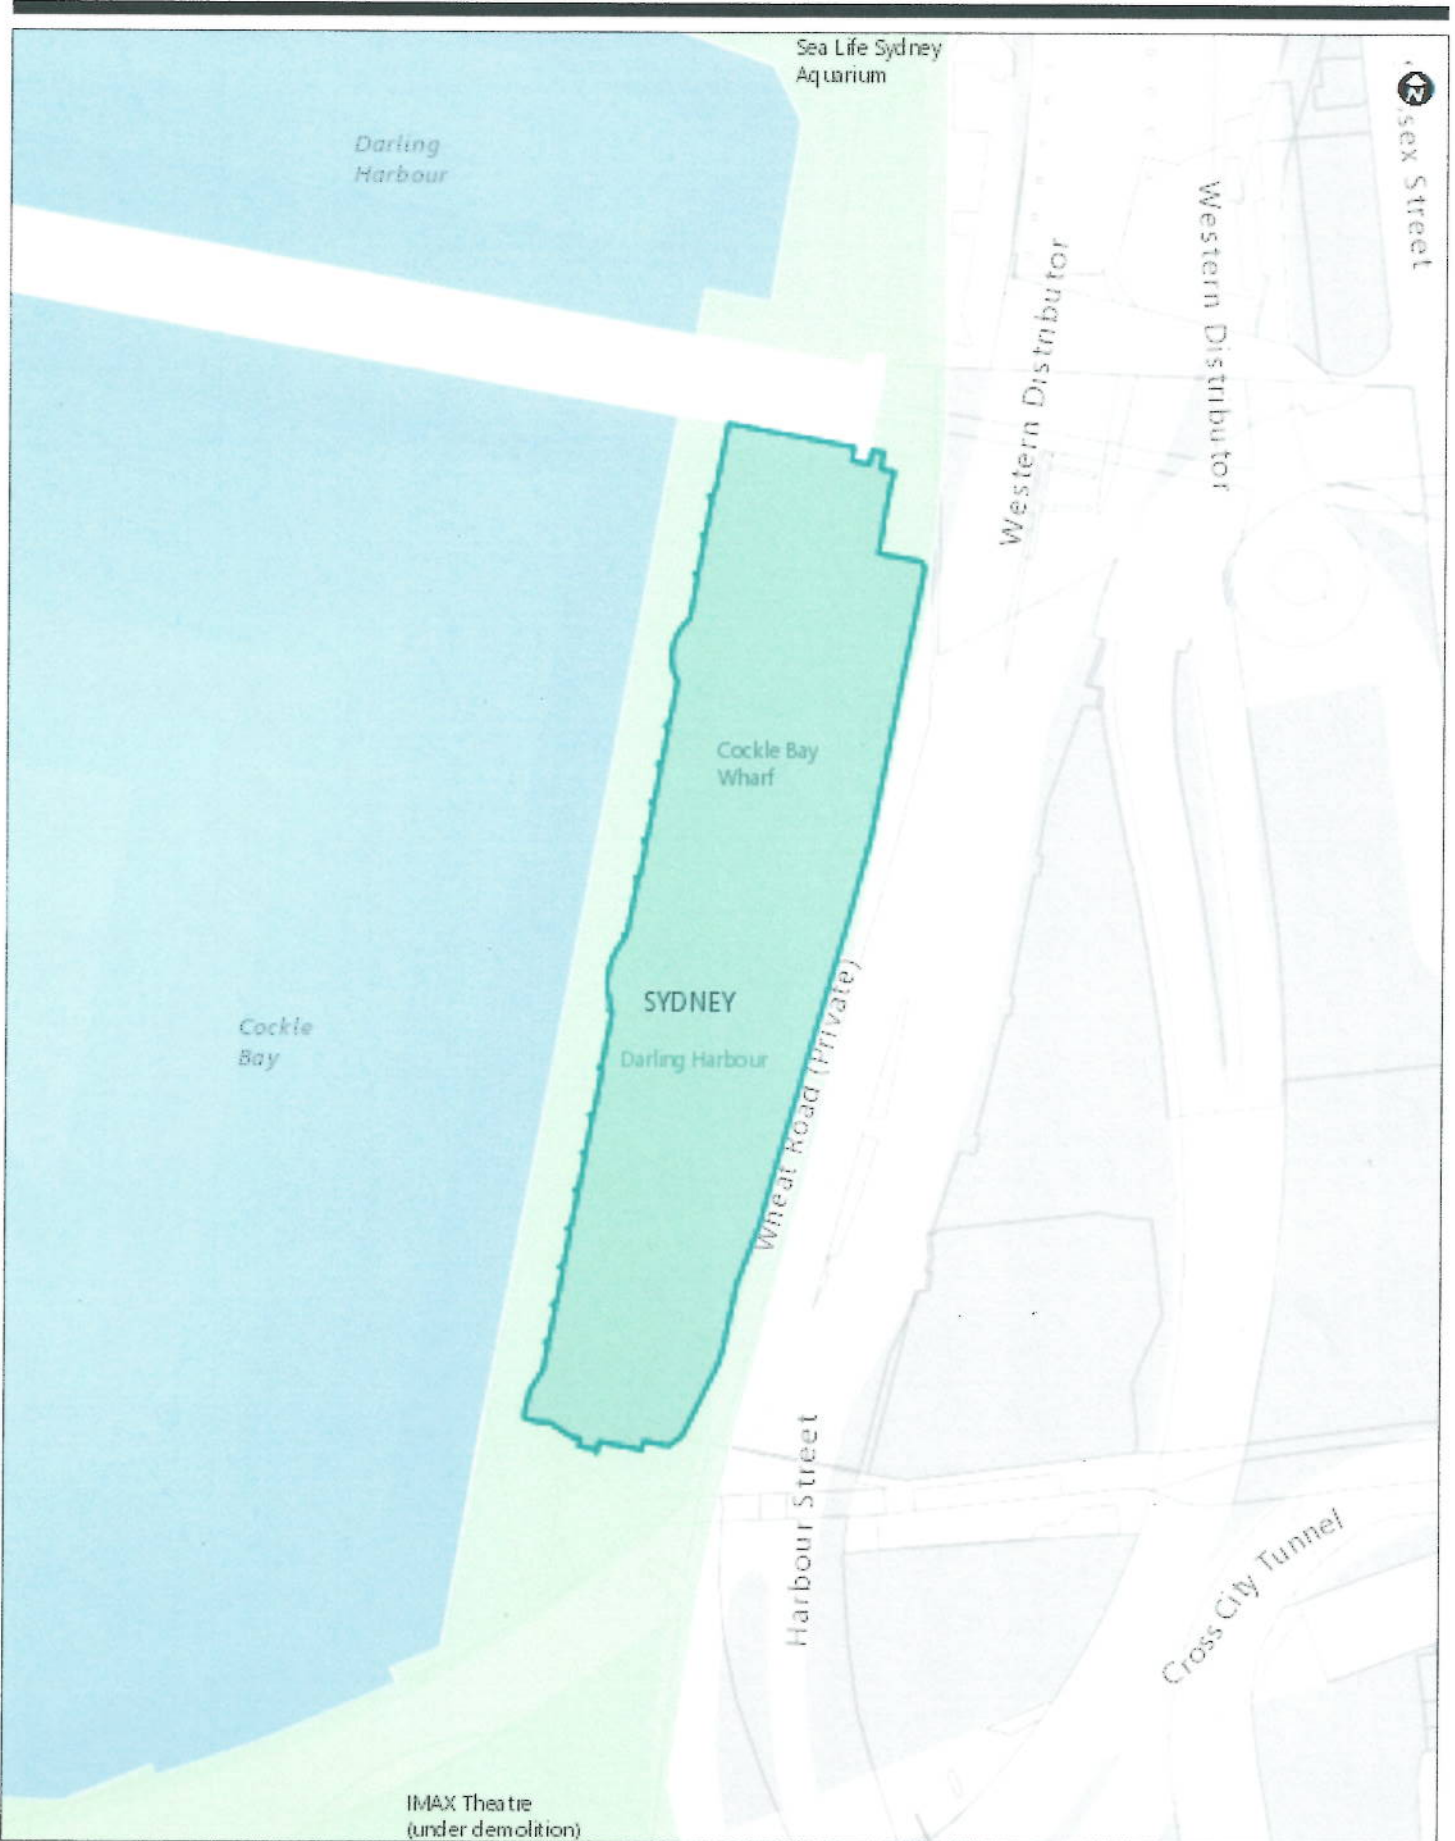 Sea Life Sydney
Aquarium
Darling
Harbour
N
sex Street
Western Distributor
Western Distributor
Cockle Bay
Wharf
SYDNEY
Darling Harbour
Wheat Road (Private)
Cockle
Bay
Harbour Street
Cross City Tunnel
IMAX Theatre
(under demolition)